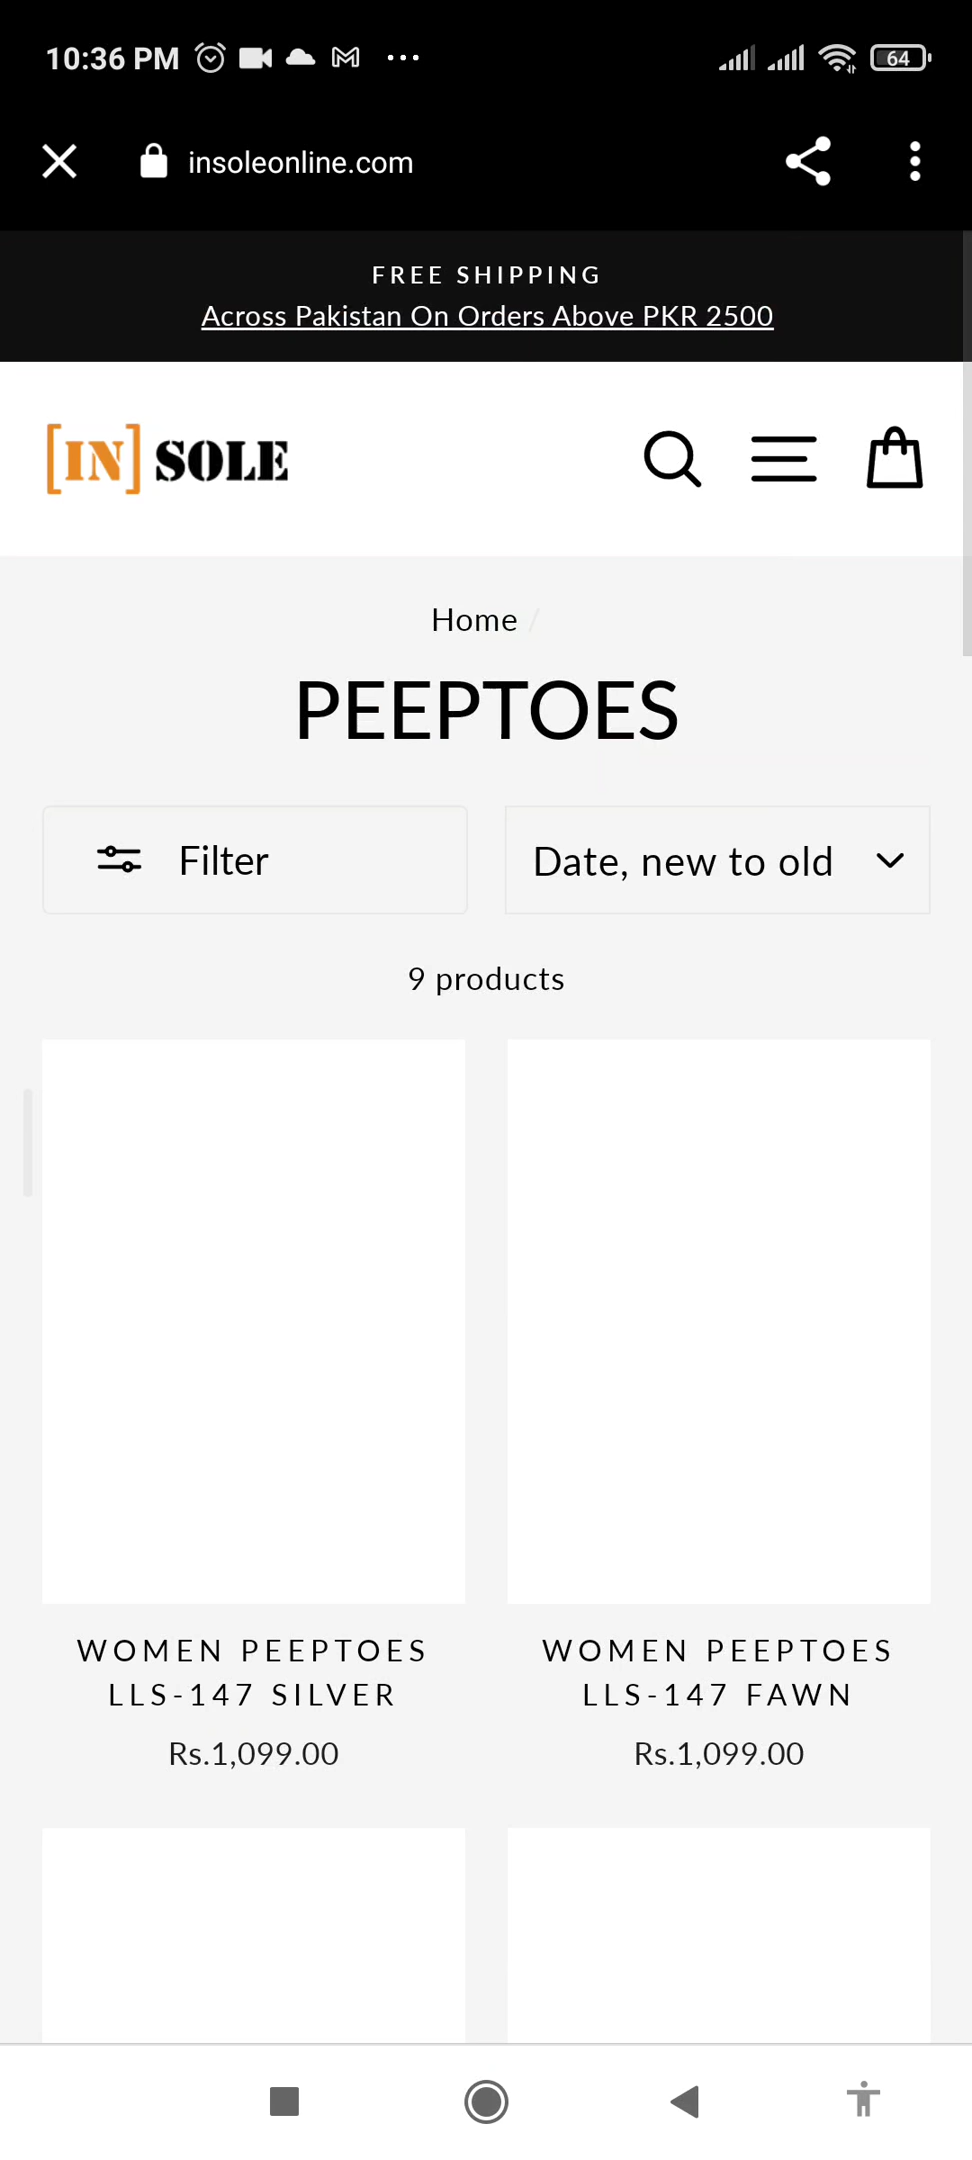 10:36 PM
64
insoleonline.com
FREE SHIPPING
Across Pakistan On Orders Above PKR 2500
[IN] SOLE
Home /
PEEPTOES
Filter
Date, new to old
9 products
WOMEN PEEPTOES
LLS-147 SILVER
Rs.1,099.00
WOMEN PEEPTOES
LLS-147 FAWN
Rs.1,099.00